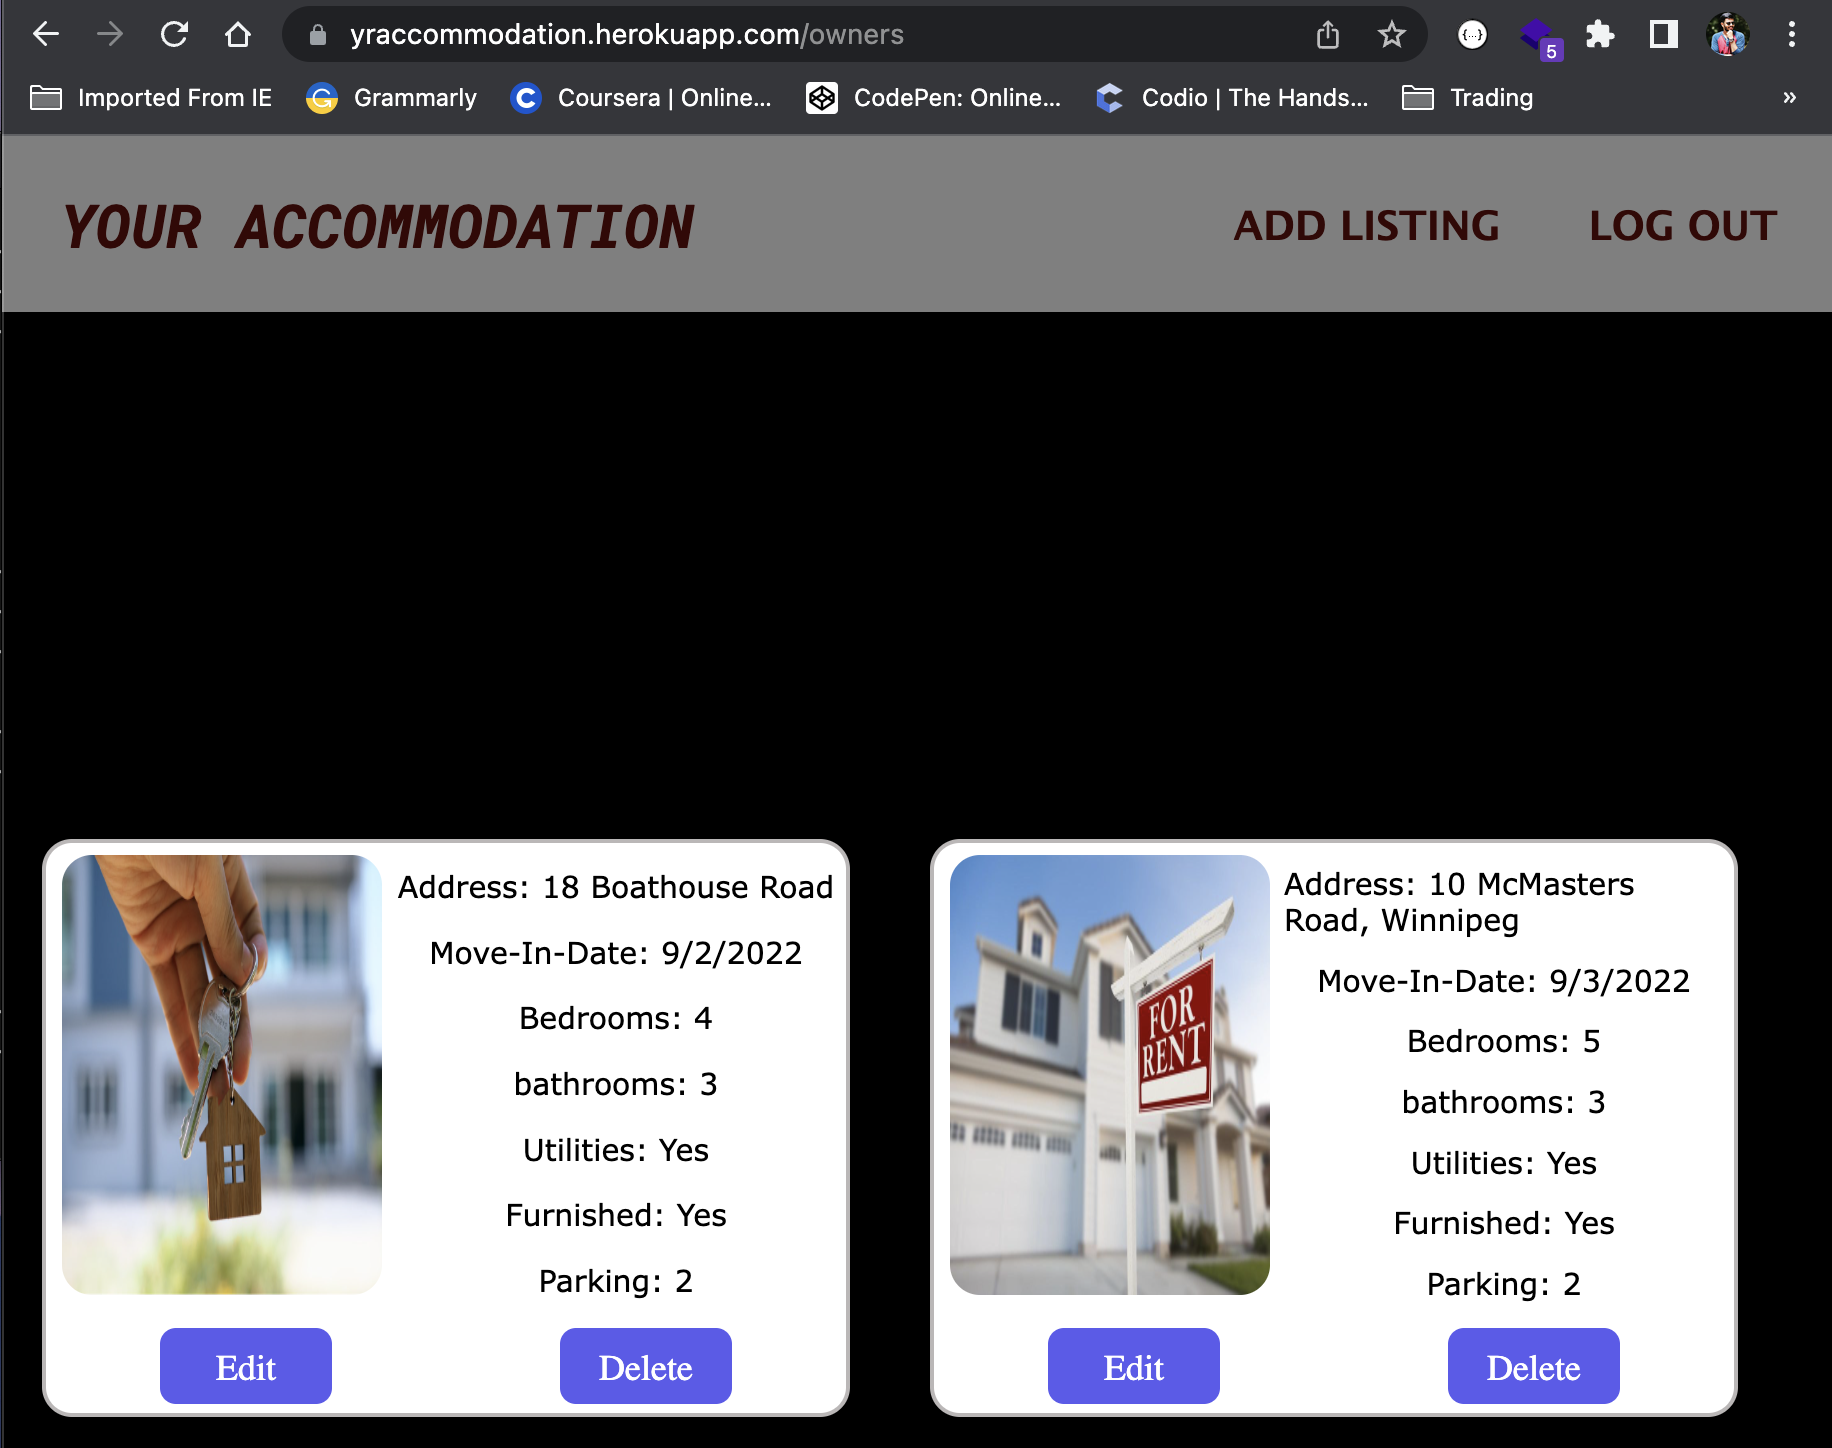 yraccommodation.herokuapp.com/owners
{...}
5
Imported From IE
Grammarly
Coursera | Online...
CodePen: Online...
Codio | The Hands...
Trading
»
YOUR ACCOMMODATION
ADD LISTING
LOG OUT
Address: 18 Boathouse Road
Move-In-Date: 9/2/2022
Bedrooms: 4
bathrooms: 3
Utilities: Yes
Furnished: Yes
Parking: 2
Edit
Delete
FOR
RENT
Address: 10 McMasters
Road, Winnipeg
Move-In-Date: 9/3/2022
Bedrooms: 5
bathrooms: 3
Utilities: Yes
Furnished: Yes
Parking: 2
Edit
Delete